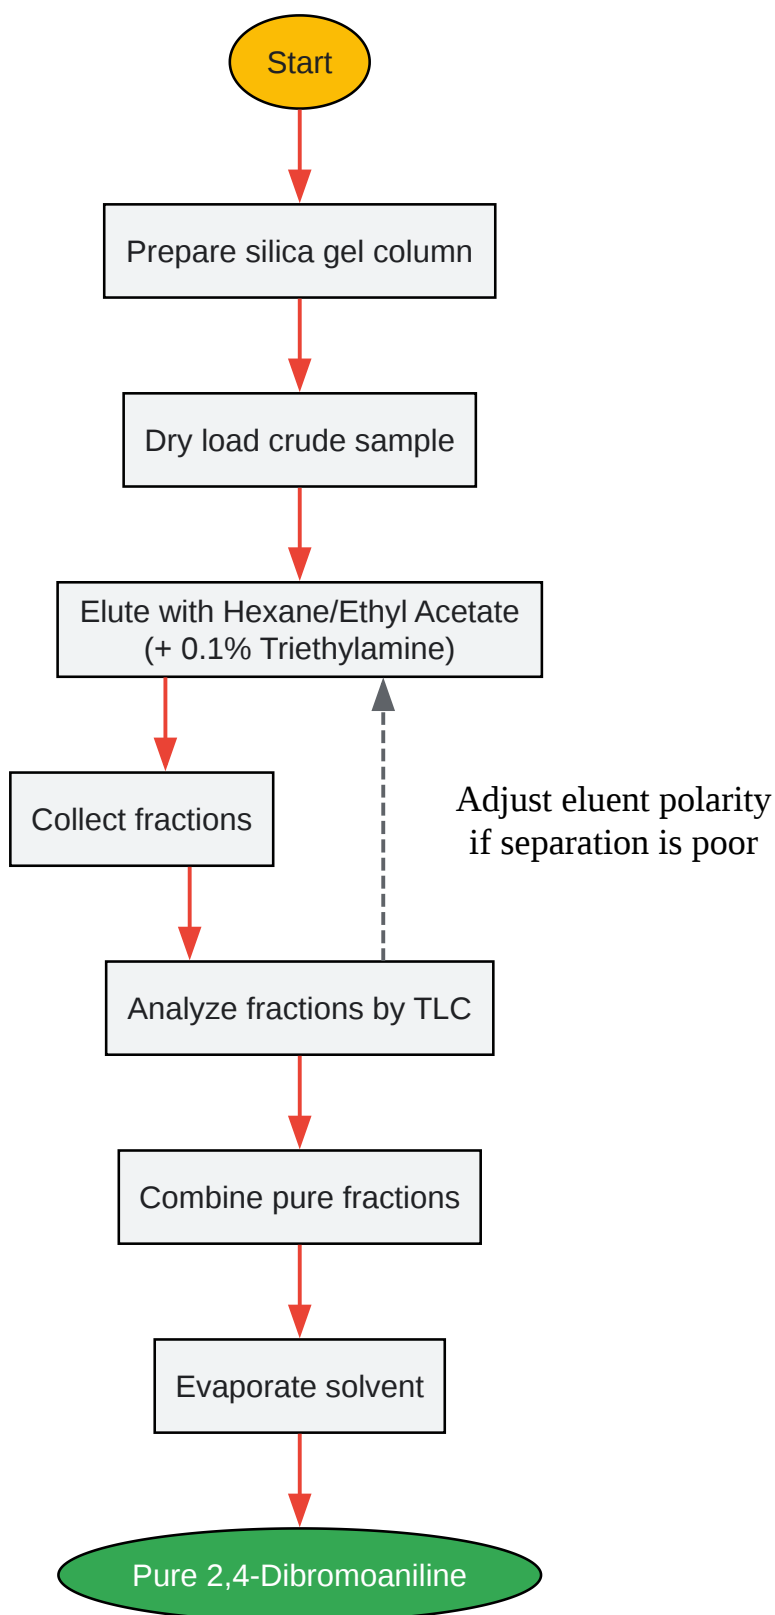 Start
Prepare silica gel column
Dry load crude sample
Elute with Hexane/Ethyl Acetate
(+ 0.1% Triethylamine)
Collect fractions
Adjust eluent polarity
if separation is poor
Analyze fractions by TLC
Combine pure fractions
Evaporate solvent
Pure 2,4-Dibromoaniline